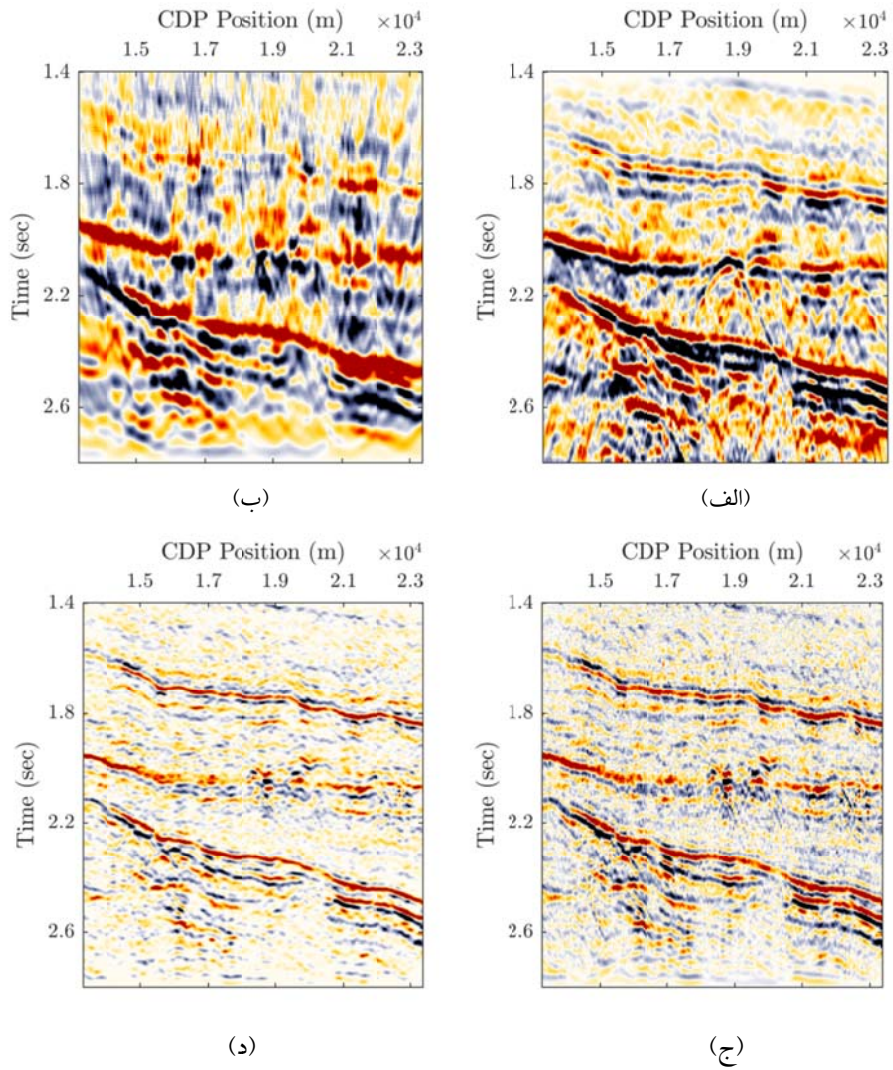 CDP Position (m) ×10⁴
1.5 1.7 1.9 2.1 2.3
1.4
1.8
2.2
2.6
Time (sec)
(ب)
CDP Position (m) ×10⁴
1.5 1.7 1.9 2.1 2.3
1.4
1.8
2.2
2.6
Time (sec)
(الف)
CDP Position (m) ×10⁴
1.5 1.7 1.9 2.1 2.3
1.4
1.8
2.2
2.6
Time (sec)
(د)
CDP Position (m) ×10⁴
1.5 1.7 1.9 2.1 2.3
1.4
1.8
2.2
2.6
Time (sec)
(ج)